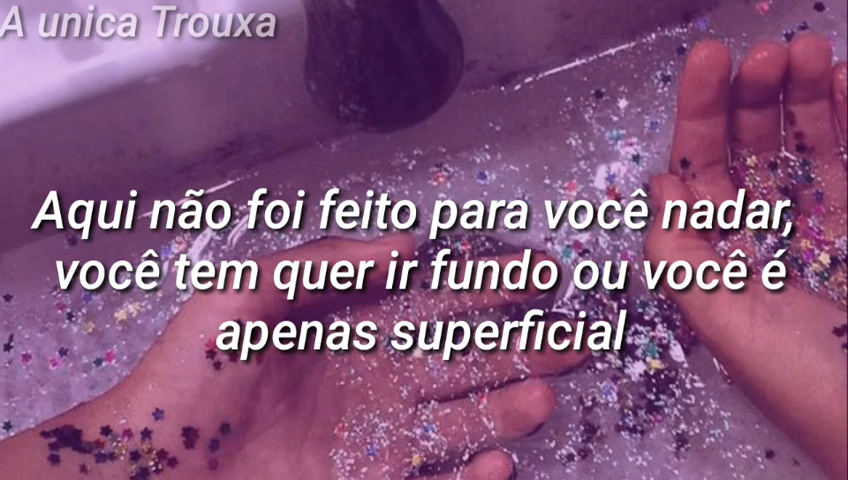 A unica Trouxa
Aqui não foi feito para você nadar,
você tem quer ir fundo ou você é
apenas superficial